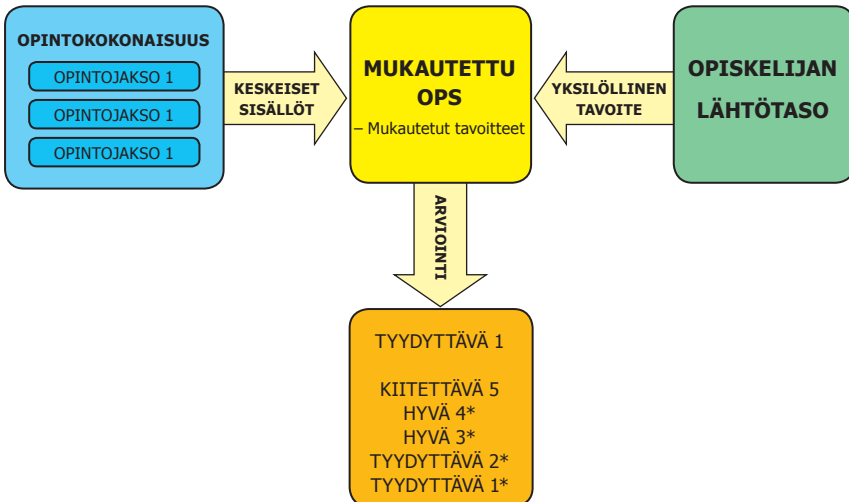 OPINTOKOKONAISUUS
OPINTOJAKSO 1
OPINTOJAKSO 1
OPINTOJAKSO 1
KESKEISET
SISÄLLÖT
MUKAUTETTU
OPS
– Mukautetut tavoitteet
YKSILÖLLINEN
TAVOITE
OPISKELIJAN
LÄHTÖTASO
ARVIOINTI
TYYDYTTÄVÄ 1
KIITETTÄVÄ 5
HYVÄ 4*
HYVÄ 3*
TYYDYTTÄVÄ 2*
TYYDYTTÄVÄ 1*